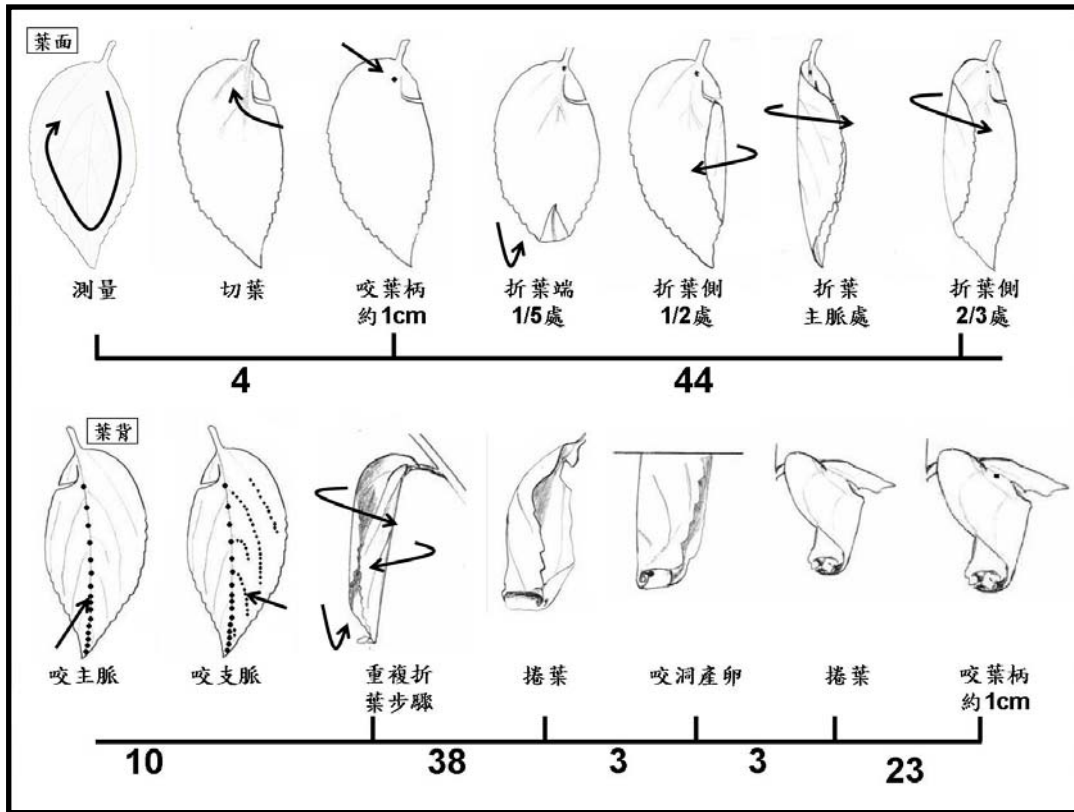 葉面
測量
切葉
咬葉柄
約1cm
折葉端
1/5處
折葉側
1/2處
折葉
主脈處
折葉側
2/3處
4
44
葉背
咬主脈
咬支脈
重複折
葉步驟
捲葉
咬洞產卵
捲葉
咬葉柄
約1cm
10
38
3
3
23